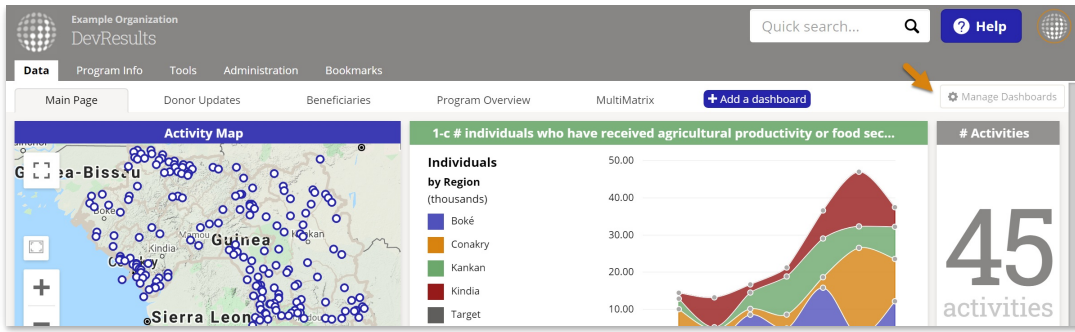 Example Organization
DevResults
Quick search...
? Help
Data
Program Info
Tools
Administration
Bookmarks
Main Page
Donor Updates
Beneficiaries
Program Overview
MultiMatrix
+ Add a dashboard
Manage Dashboards
Activity Map
1-c # individuals who have received agricultural productivity or food sec...
# Activities
ea-Bissau
Boke
Kindia
Mamou
Guinea
Kankan
Sierra Leon
Individuals
by Region
(thousands)
Boké
Conakry
Kankan
Kindia
Target
50.00
40.00
30.00
20.00
10.00
45
activities